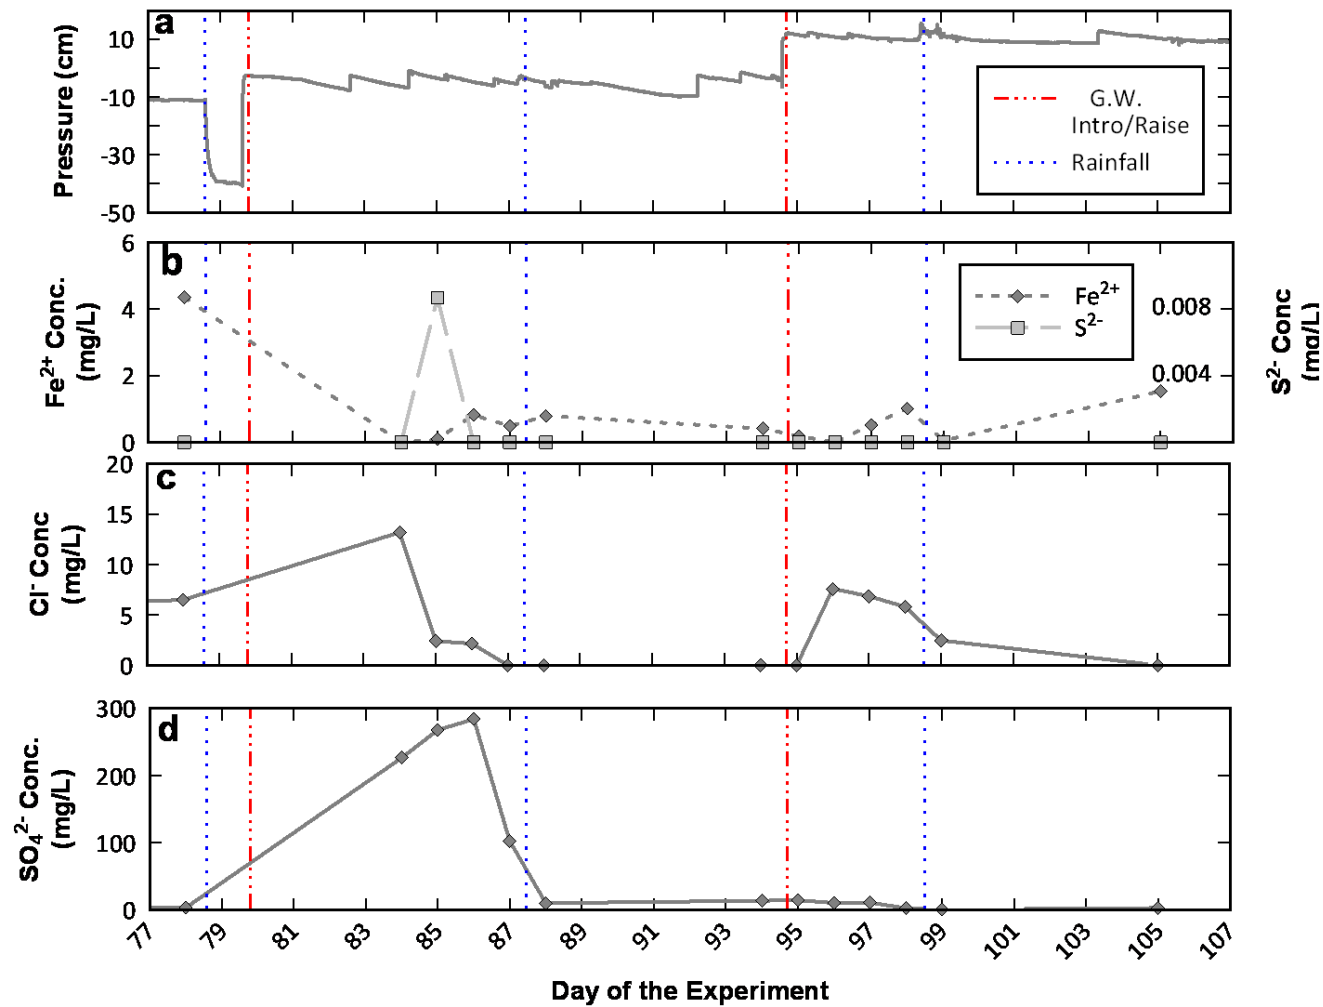 a
Pressure (cm)
10
-10
-30
-50
G.W.
Intro/Raise
Rainfall
b
Fe²⁺ Conc.
(mg/L)
6
4
2
0
Fe²⁺
S²⁻
0.008
0.004
S²⁻ Conc
(mg/L)
c
Cl⁻ Conc
(mg/L)
20
15
10
5
0
d
SO₄²⁻ Conc.
(mg/L)
300
200
100
0
77 79 81 83 85 87 89 91 93 95 97 99 101 103 105 107
Day of the Experiment